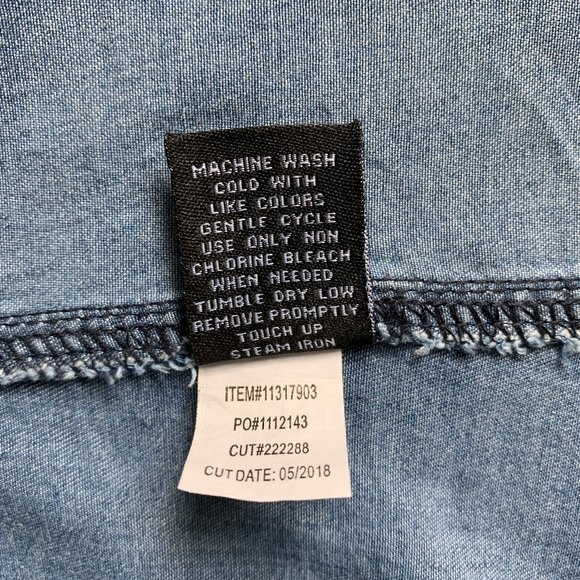 MACHINE WASH
COLD WITH
LIKE COLORS
GENTLE CYCLE
USE ONLY NON
CHLORINE BLEACH
WHEN NEEDED
TUMBLE DRY LOW
REMOVE PROMPTLY
TOUCH UP
STEAM IRON
ITEM#11317903
PO#1112143
CUT#222288
CUT DATE: 05/2018